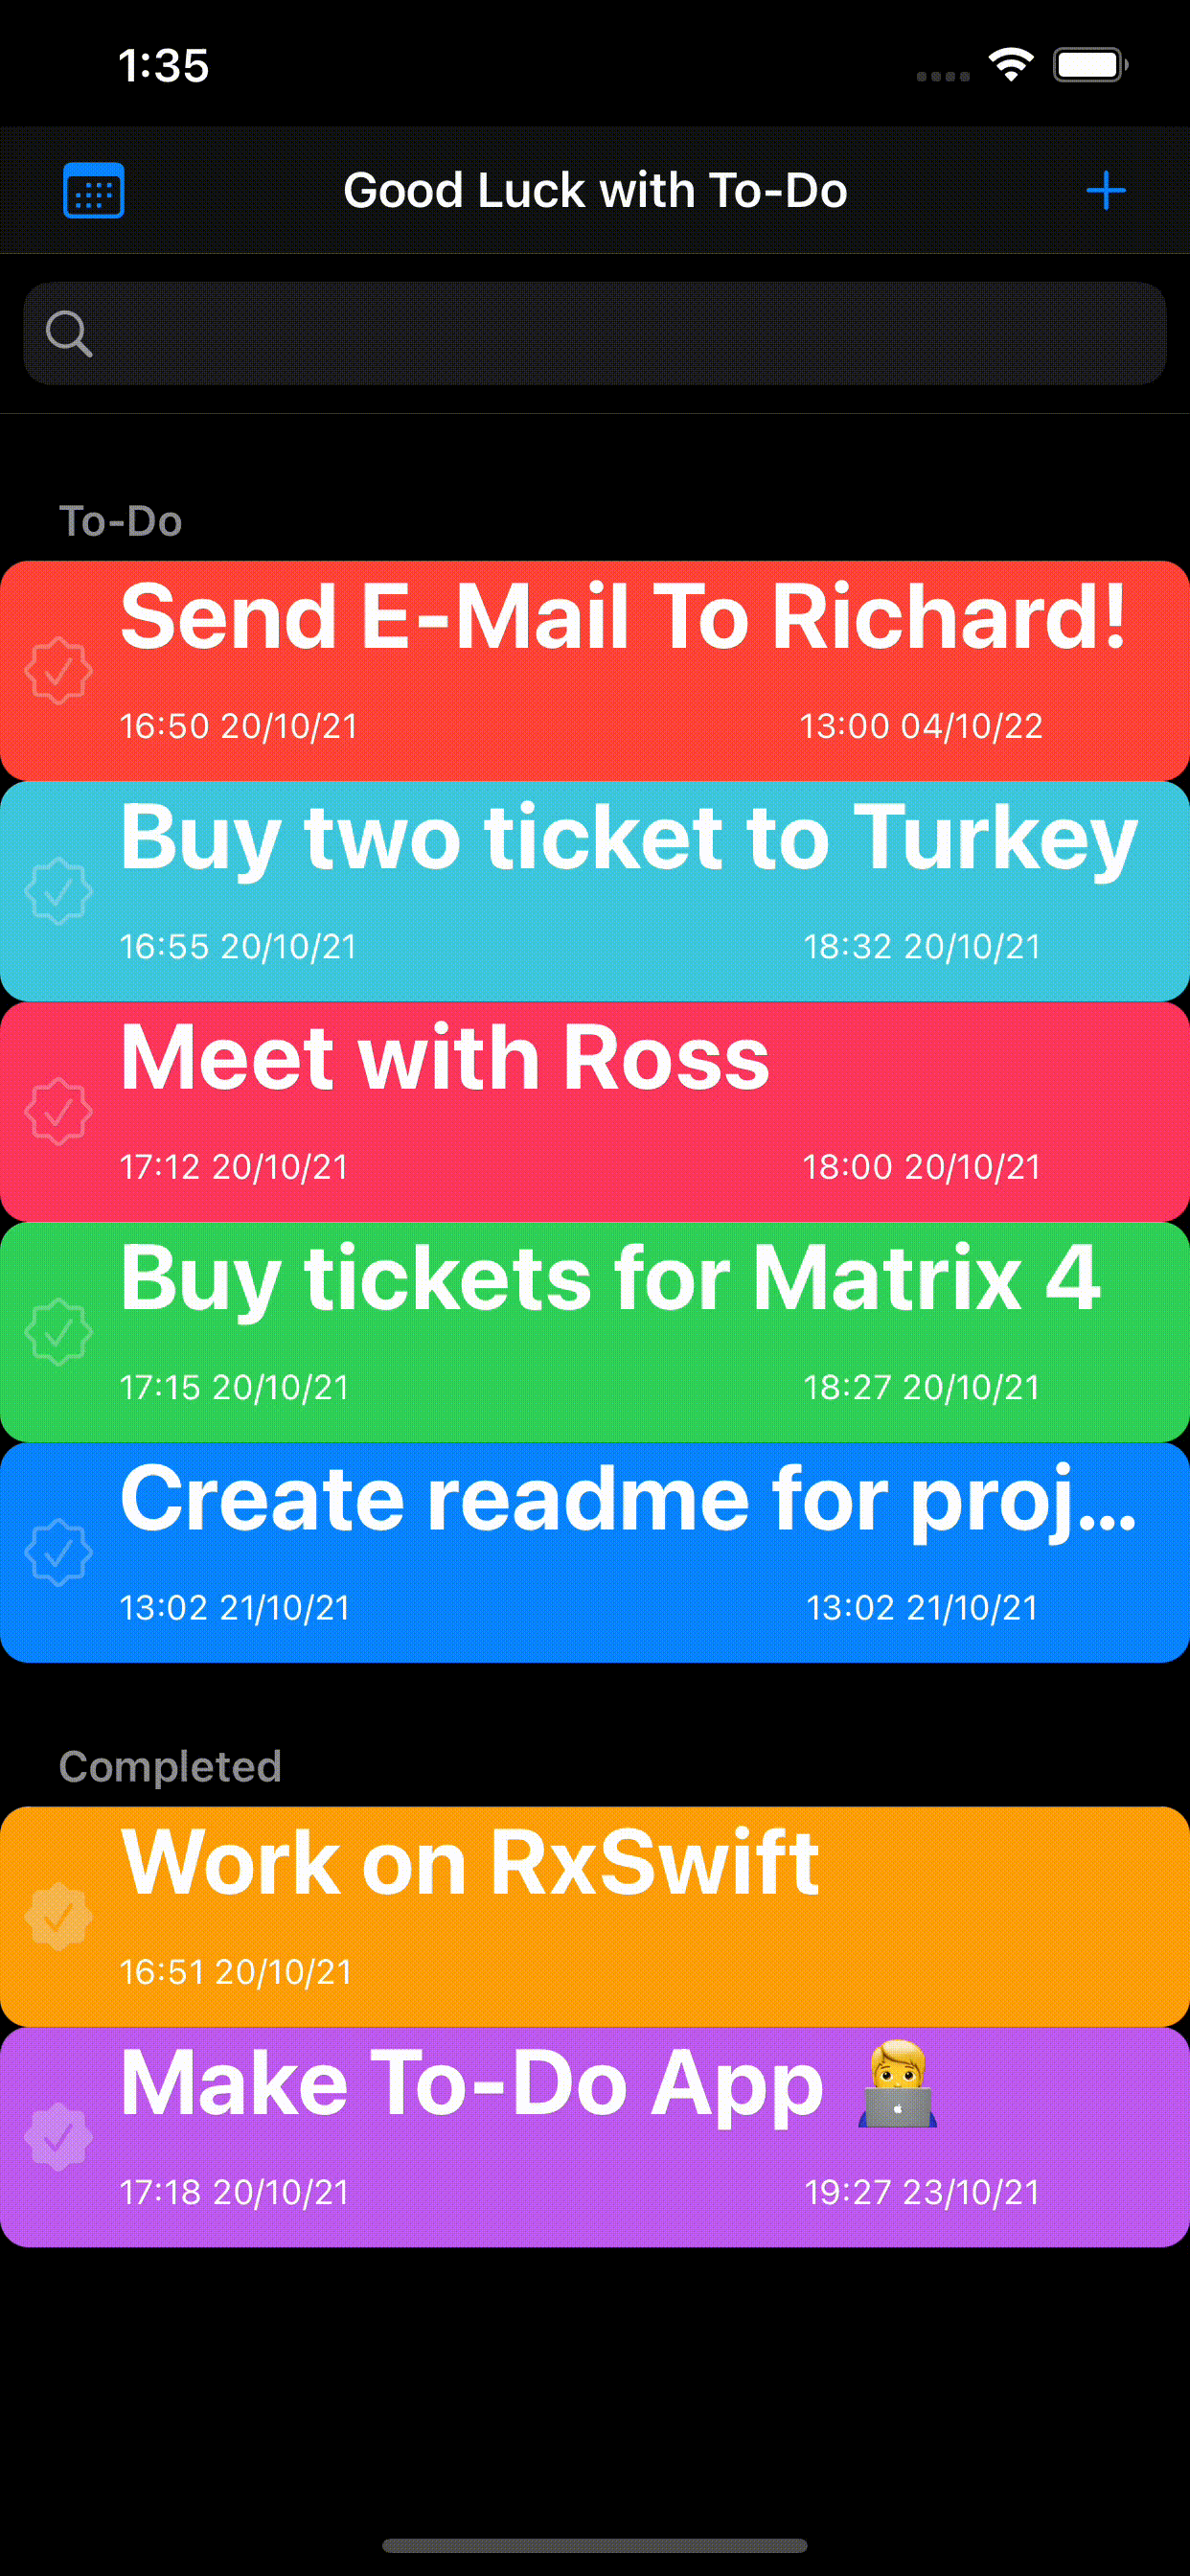 1:35
Good Luck with To-Do
To-Do
Send E-Mail To Richard!
16:50 20/10/21 13:00 04/10/22
Buy two ticket to Turkey
16:55 20/10/21 18:32 20/10/21
Meet with Ross
17:12 20/10/21 18:00 20/10/21
Buy tickets for Matrix 4
17:15 20/10/21 18:27 20/10/21
Create readme for proj...
13:02 21/10/21 13:02 21/10/21
Completed
Work on RxSwift
16:51 20/10/21
Make To-Do App 👨‍💻
17:18 20/10/21 19:27 23/10/21